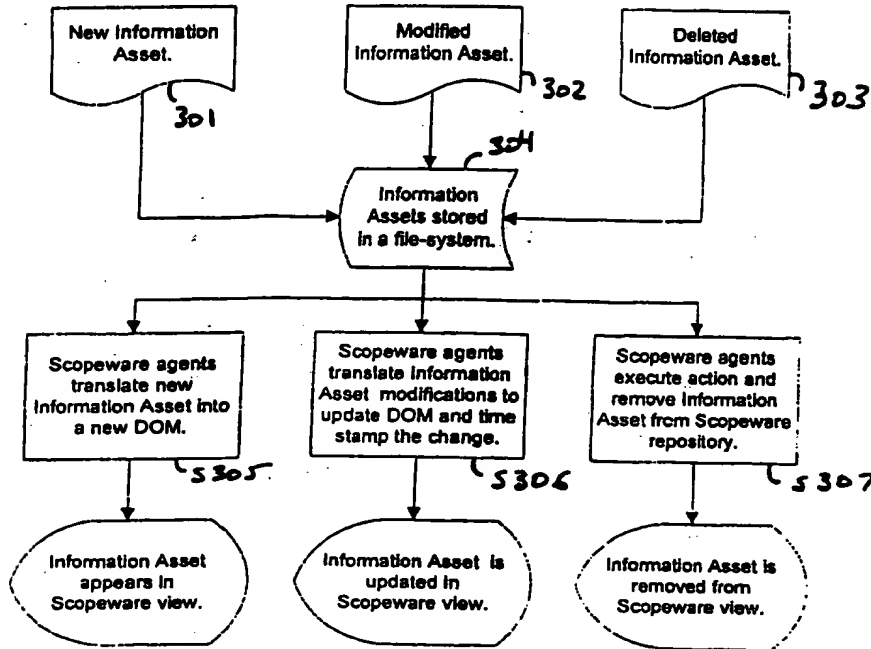 New Information
Asset.
301
Modified
Information Asset.
302
Deleted
Information Asset.
303
304
Information
Assets stored
in a file-system.
Scopeware agents
translate new
Information Asset into
a new DOM.
S305
Scopeware agents
translate Information
Asset modifications to
update DOM and time
stamp the change.
S306
Scopeware agents
execute action and
remove Information
Asset from Scopeware
repository.
S307
Information Asset
appears in
Scopeware view.
Information Asset is
updated in
Scopeware view.
Information Asset is
removed from
Scopeware view.